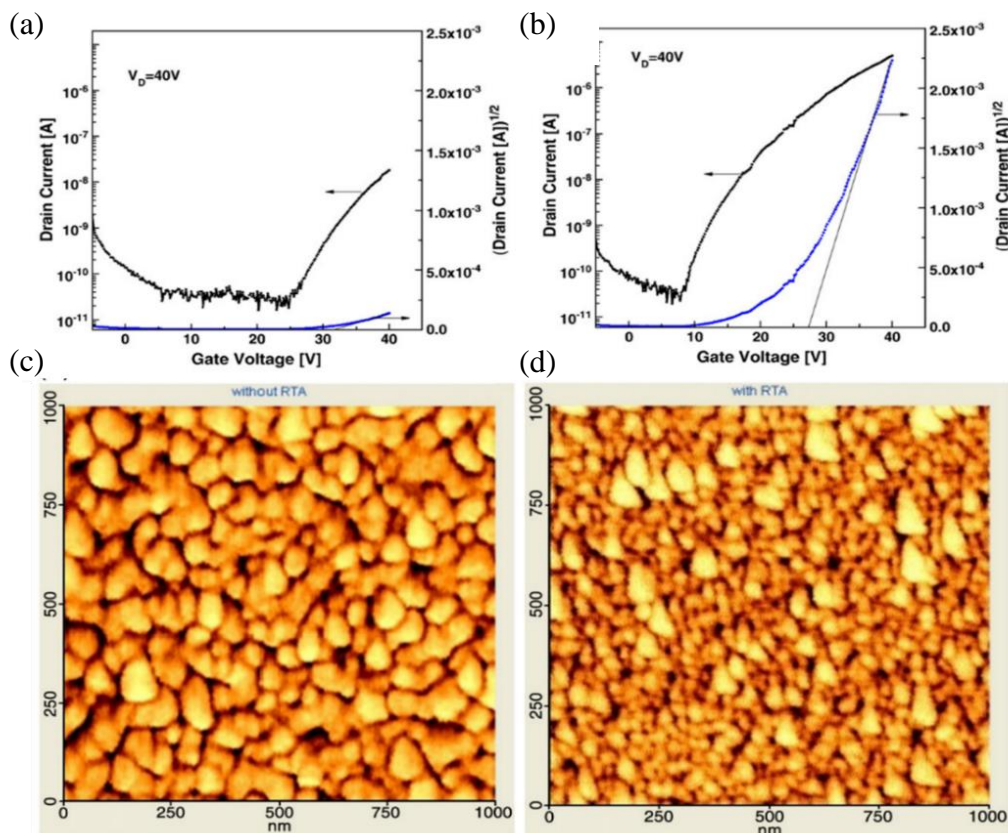 (a)
V_D=40V
Drain Current [A]
10^-6
10^-7
10^-8
10^-9
10^-10
10^-11
0 10 20 30 40
Gate Voltage [V]
2.5x10^-3
2.0x10^-3
1.5x10^-3
1.0x10^-3
5.0x10^-4
0.0
(Drain Current [A])^1/2
(b)
V_D=40V
Drain Current [A]
10^-6
10^-7
10^-8
10^-9
10^-10
10^-11
0 10 20 30 40
Gate Voltage [V]
2.5x10^-3
2.0x10^-3
1.5x10^-3
1.0x10^-3
5.0x10^-4
0.0
(Drain Current [A])^1/2
(c)
without RTA
1000
750
500
250
0
0 250 500 750 1000
nm
(d)
with RTA
1000
750
500
250
0
250 500 750 1000
nm